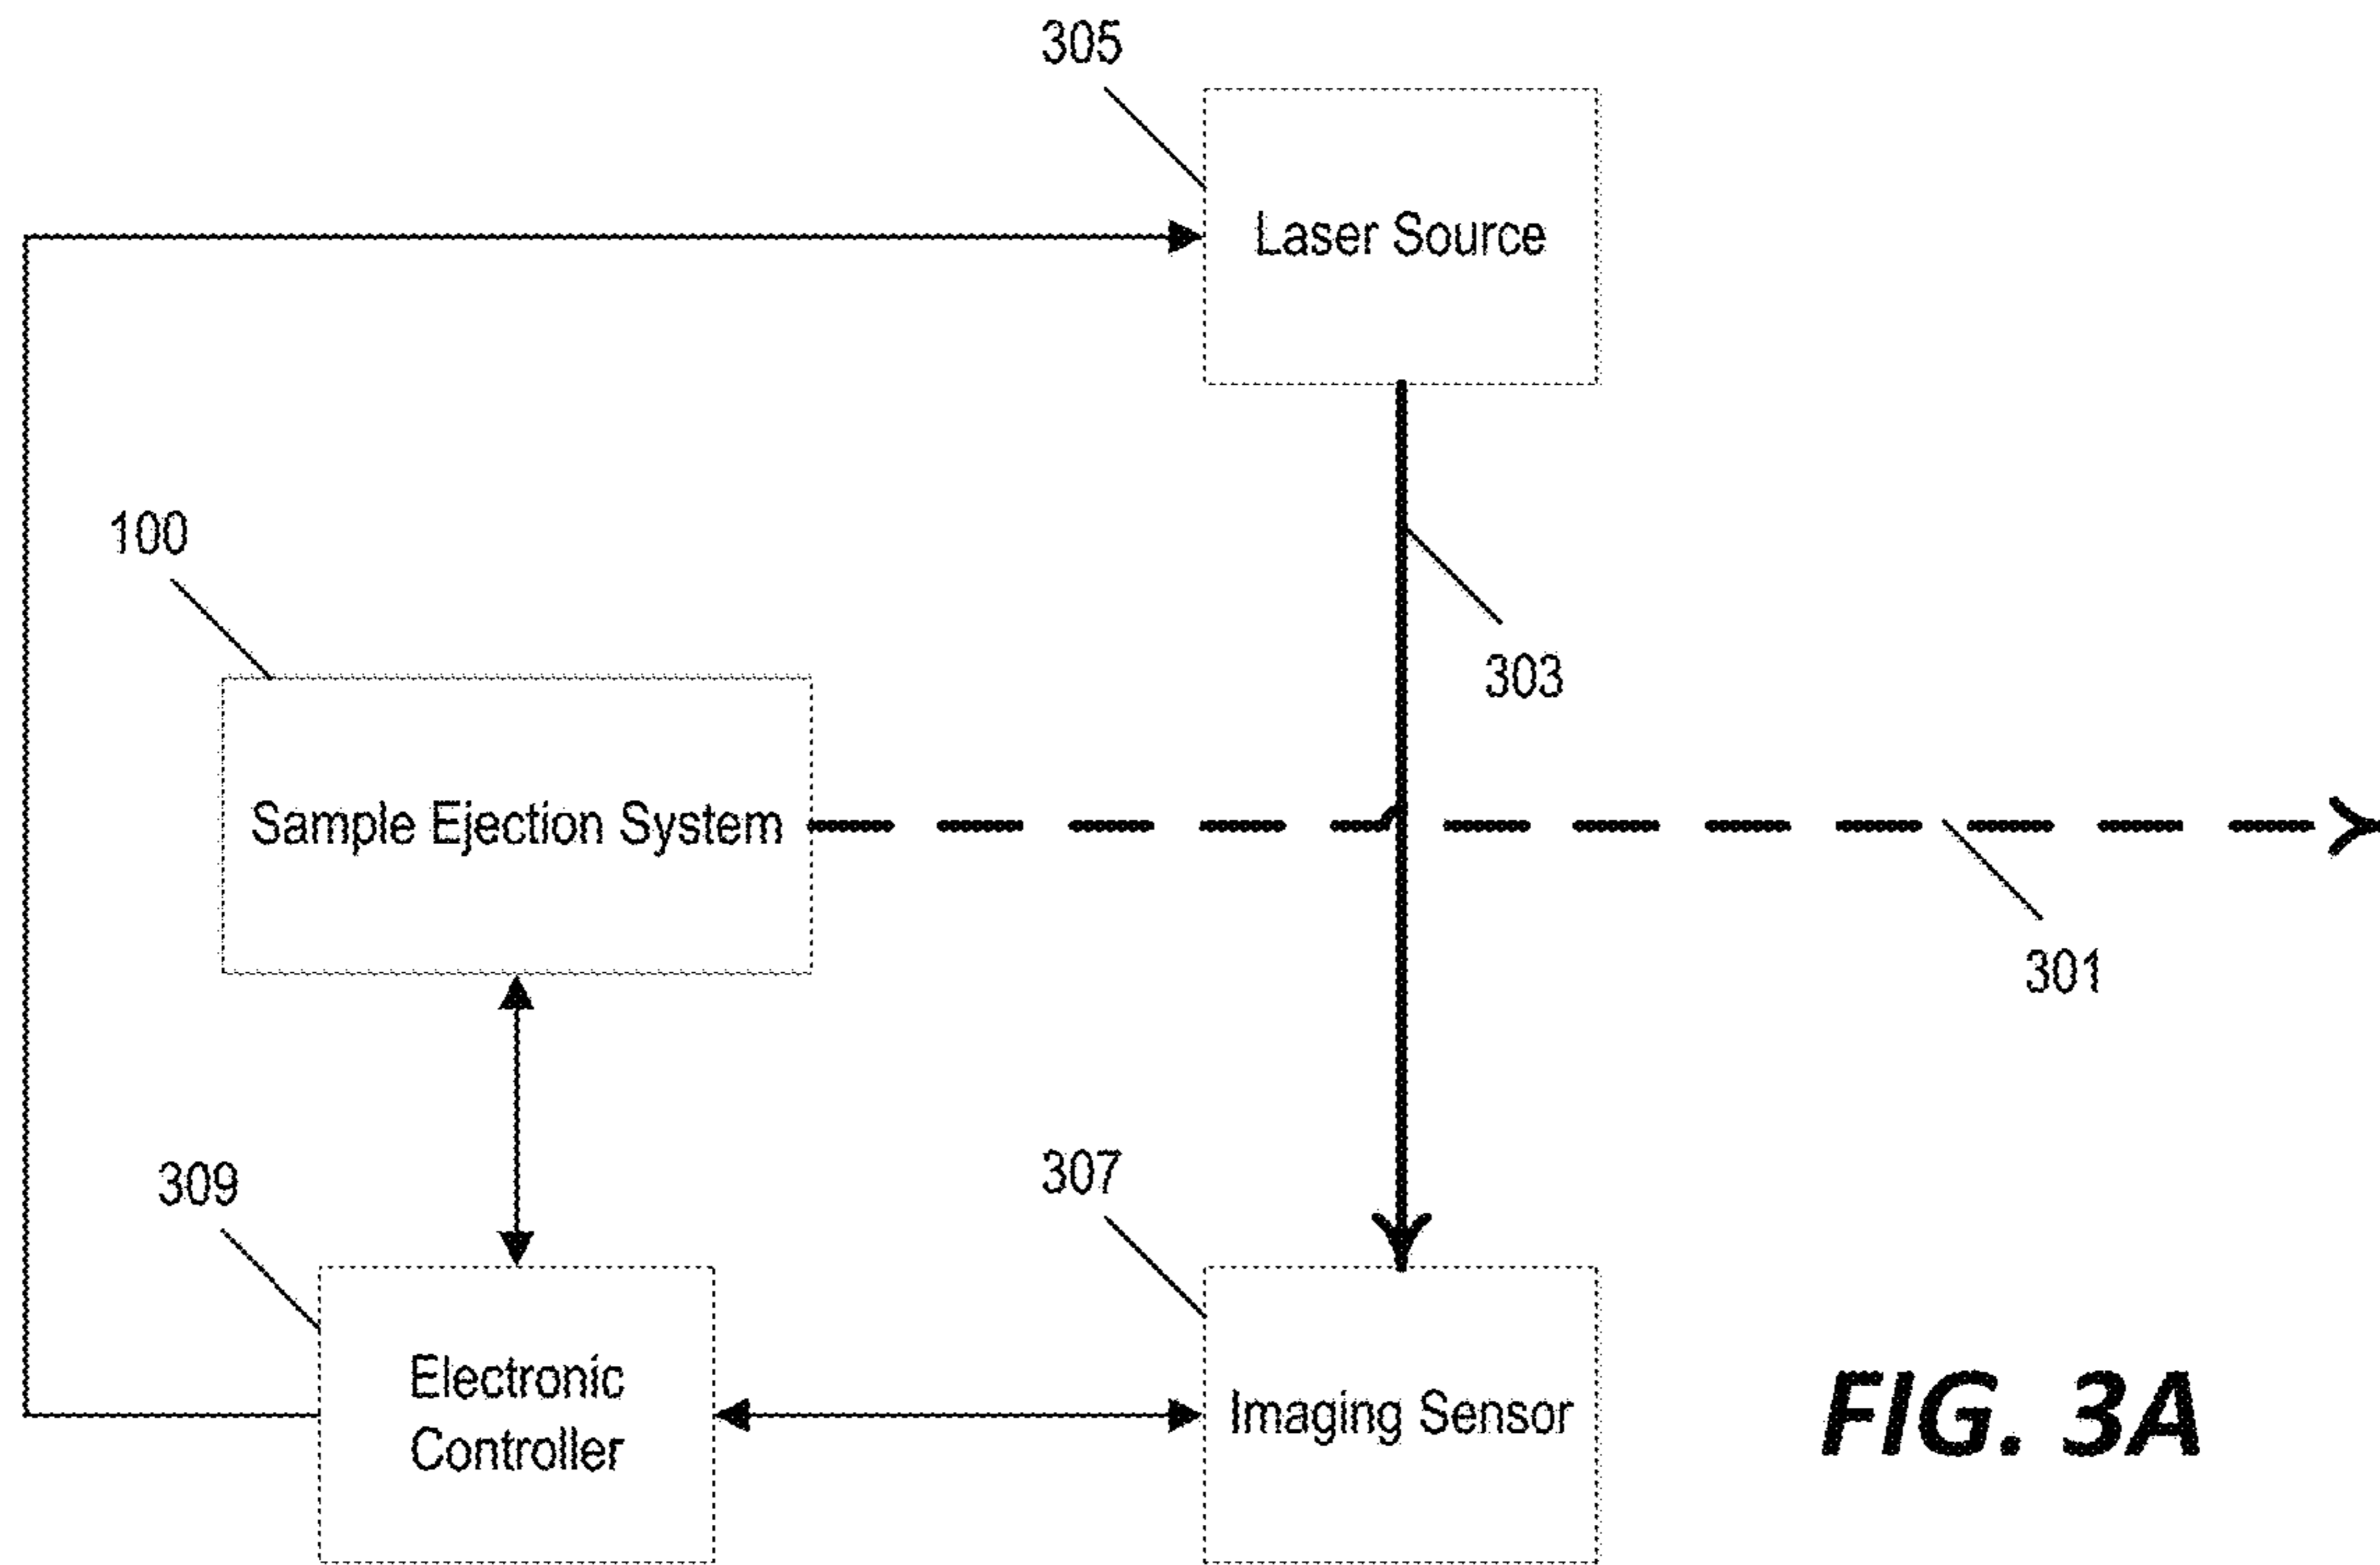 305
Laser Source
100
303
Sample Ejection System
301
309
307
Electronic
Controller
Imaging Sensor
FIG. 3A